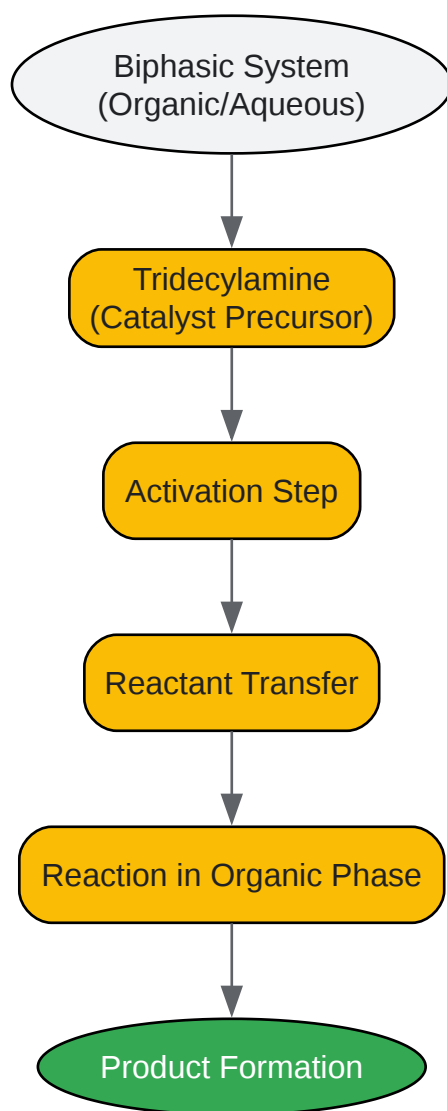 Biphasic System
(Organic/Aqueous)
Tridecylamine
(Catalyst Precursor)
Activation Step
Reactant Transfer
Reaction in Organic Phase
Product Formation